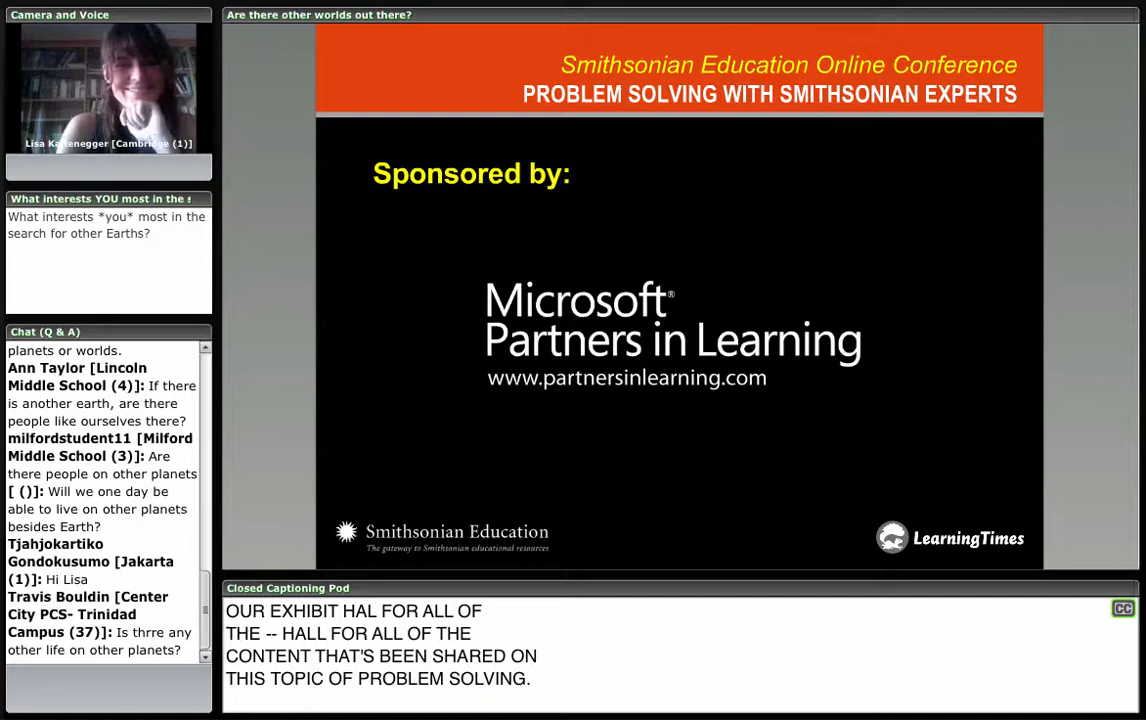 Camera and Voice
Lisa Kaltenegger [Cambridge (1)]
What interests YOU most in the s
What interests *you* most in the
search for other Earths?
Chat (Q & A)
planets or worlds.
Ann Taylor [Lincoln
Middle School (4)]: If there
is another earth, are there
people like ourselves there?
milfordstudent11 [Milford
Middle School (3)]: Are
there people on other planets
[ ()]: Will we one day be
able to live on other planets
besides Earth?
Tjahjokartiko
Gondokusumo [Jakarta
(1)]: Hi Lisa
Travis Bouldin [Center
City PCS- Trinidad
Campus (37)]: Is thrre any
other life on other planets?
Are there other worlds out there?
Smithsonian Education Online Conference
PROBLEM SOLVING WITH SMITHSONIAN EXPERTS
Sponsored by:
Microsoft®
Partners in Learning
www.partnersinlearning.com
Smithsonian Education
The gateway to Smithsonian educational resources
LearningTimes
Closed Captioning Pod
OUR EXHIBIT HAL FOR ALL OF
THE -- HALL FOR ALL OF THE
CONTENT THAT'S BEEN SHARED ON
THIS TOPIC OF PROBLEM SOLVING.
CC